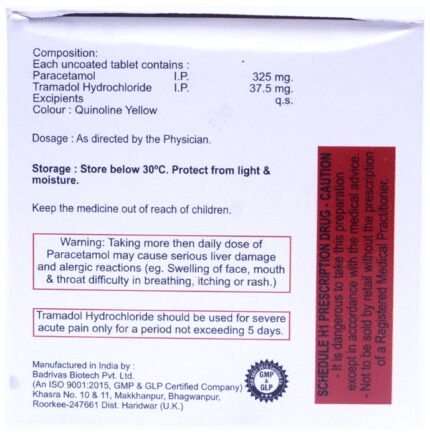 Composition:
Each uncoated tablet contains :
Paracetamol I.P. 325 mg.
Tramadol Hydrochloride I.P. 37.5 mg.
Excipients q.s.
Colour : Quinoline Yellow
Dosage : As directed by the Physician.
Storage : Store below 30ºC. Protect from light &
moisture.
Keep the medicine out of reach of children.
Warning: Taking more then daily dose of
Paracetamol may cause serious liver damage
and alergic reactions (eg. Swelling of face, mouth
& throat difficulty in breathing, itching or rash.)
Tramadol Hydrochloride should be used for severe
acute pain only for a period not exceeding 5 days.
Manufactured in India by :
Badrivas Biotech Pvt. Ltd.
(An ISO 9001:2015, GMP & GLP Certified Company)
Khasra No. 10 & 11, Makkhanpur, Bhagwanpur,
Roorkee-247661 Dist. Haridwar (U.K.)
GMP
&
GLP
SCHEDULE H1 PRESCRIPTION DRUG - CAUTION
- It is dangerous to take this preparation
except in accordance with the medical advice.
- Not to be sold by retail without the prescription
of a Registered Medical Practitioner.